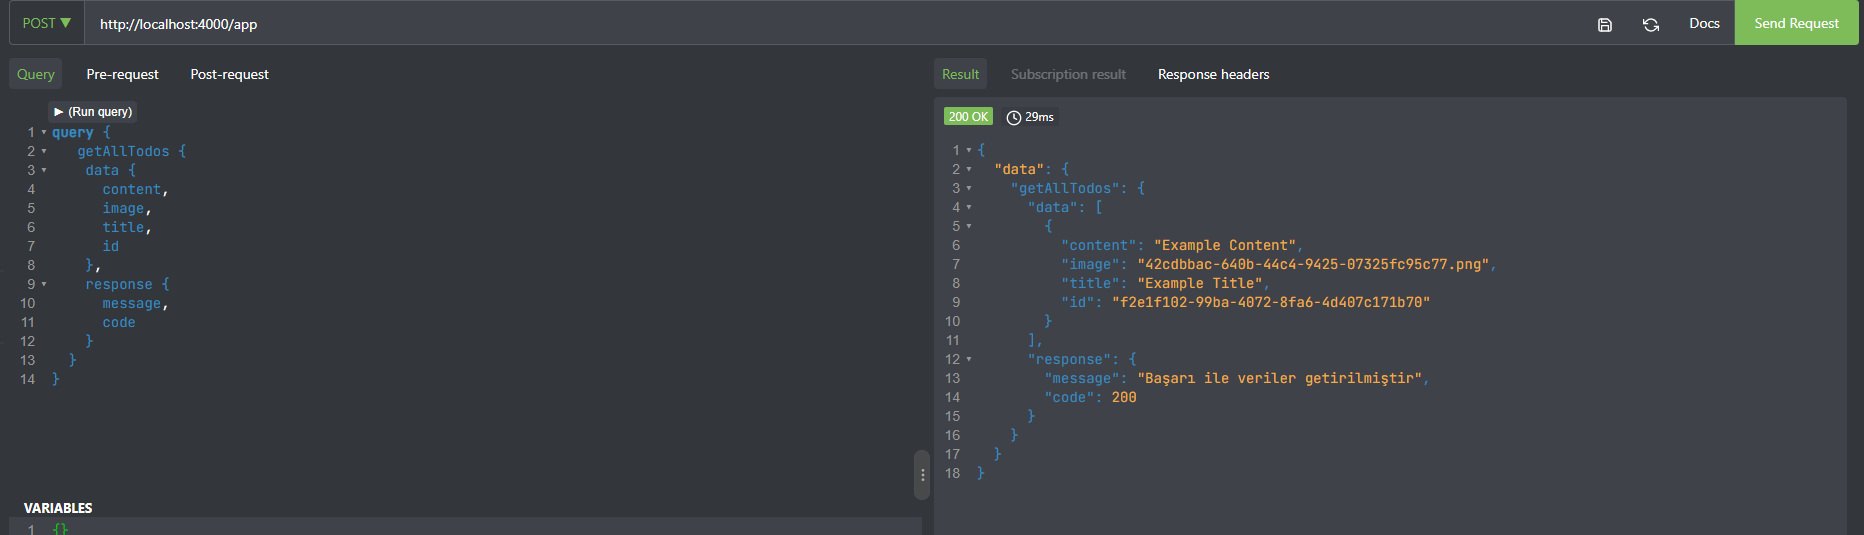 POST ▼ http://localhost:4000/app Docs Send Request
Query Pre-request Post-request
▶ (Run query)
1 query {
2 getAllTodos {
3 data {
4 content,
5 image,
6 title,
7 id
8 },
9 response {
10 message,
11 code
12 }
13 }
14 }
VARIABLES
1 {}
Result Subscription result Response headers
200 OK 29ms
1 {
2 "data": {
3 "getAllTodos": {
4 "data": [
5 {
6 "content": "Example Content",
7 "image": "42cdbbac-640b-44c4-9425-07325fc95c77.png",
8 "title": "Example Title",
9 "id": "f2e1f102-99ba-4072-8fa6-4d407c171b70"
10 }
11 ],
12 "response": {
13 "message": "Başarı ile veriler getirilmiştir",
14 "code": 200
15 }
16 }
17 }
18 }